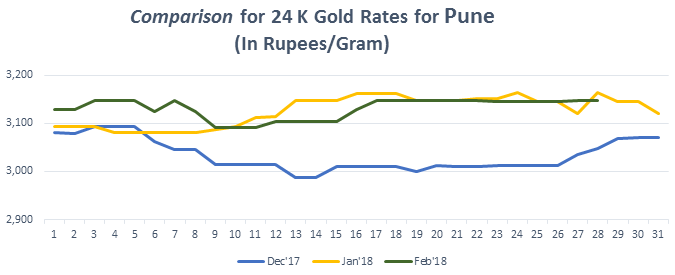 Comparison for 24 K Gold Rates for Pune
(In Rupees/Gram)
3,200
3,100
3,000
2,900
1 2 3 4 5 6 7 8 9 10 11 12 13 14 15 16 17 18 19 20 21 22 23 24 25 26 27 28 29 30 31
Dec'17 Jan'18 Feb'18